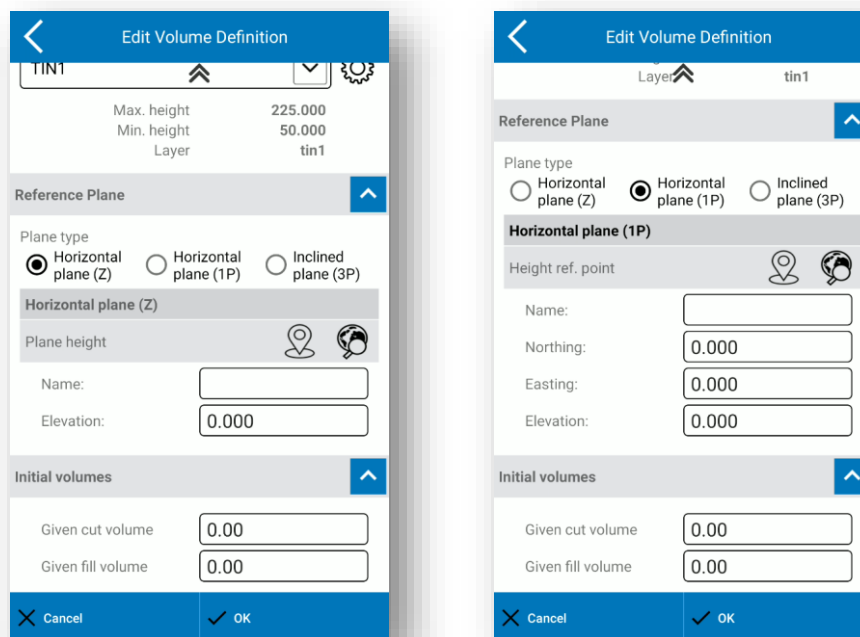 Edit Volume Definition
TIN1
Max. height 225.000
Min. height 50.000
Layer tin1
Reference Plane
Plane type
Horizontal plane (Z)
Horizontal plane (1P)
Inclined plane (3P)
Horizontal plane (Z)
Plane height
Name:
Elevation: 0.000
Initial volumes
Given cut volume 0.00
Given fill volume 0.00
Cancel OK
Edit Volume Definition
Layer tin1
Reference Plane
Plane type
Horizontal plane (Z)
Horizontal plane (1P)
Inclined plane (3P)
Horizontal plane (1P)
Height ref. point
Name:
Northing: 0.000
Easting: 0.000
Elevation: 0.000
Initial volumes
Given cut volume 0.00
Given fill volume 0.00
Cancel OK